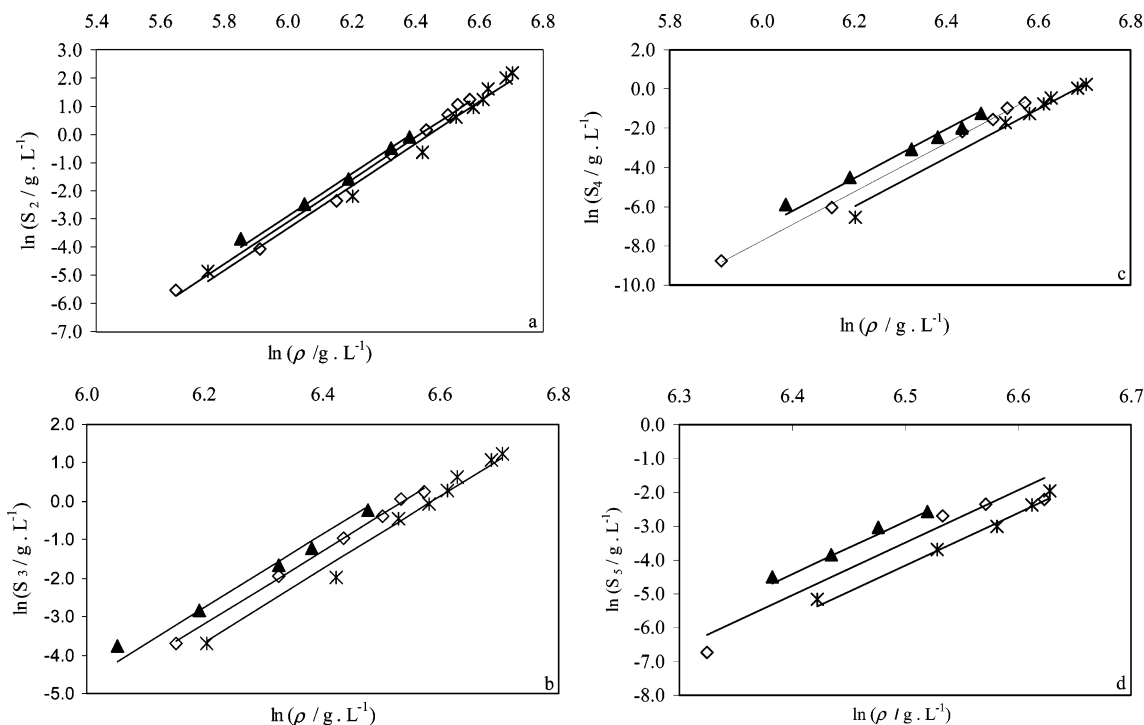 5.4 5.6 5.8 6.0 6.2 6.4 6.6 6.8
3.0
2.0
1.0
0.0
-1.0
-2.0
-3.0
-4.0
-5.0
-6.0
-7.0
ln (S 2 / g . L-1)
a
ln (ρ /g . L-1)
5.8 6.0 6.2 6.4 6.6 6.8
2.0
0.0
-2.0
-4.0
-6.0
-8.0
-10.0
ln (S4 / g . L-1)
c
ln (ρ / g . L-1)
6.0 6.2 6.4 6.6 6.8
2.0
1.0
0.0
-1.0
-2.0
-3.0
-4.0
-5.0
ln (S 3 / g . L-1)
b
ln (ρ / g . L-1)
6.3 6.4 6.5 6.6 6.7
0.0
-1.0
-2.0
-3.0
-4.0
-5.0
-6.0
-7.0
-8.0
ln (S 5 / g . L-1)
d
ln (ρ / g . L-1)